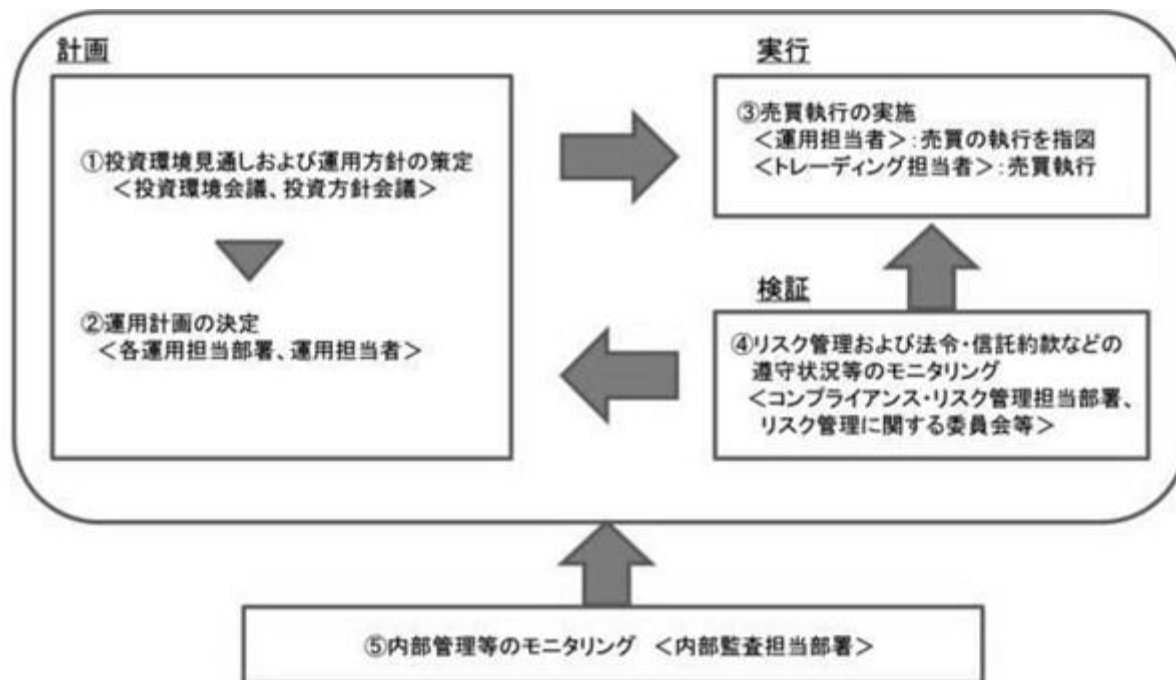 計画
①投資環境見通しおよび運用方針の策定
＜投資環境会議、投資方針会議＞
②運用計画の決定
＜各運用担当部署、運用担当者＞
実行
③売買執行の実施
＜運用担当者＞：売買の執行を指図
＜トレーディング担当者＞：売買執行
検証
④リスク管理および法令・信託約款などの
遵守状況等のモニタリング
＜コンプライアンス・リスク管理担当部署、
リスク管理に関する委員会等＞
⑤内部管理等のモニタリング　＜内部監査担当部署＞